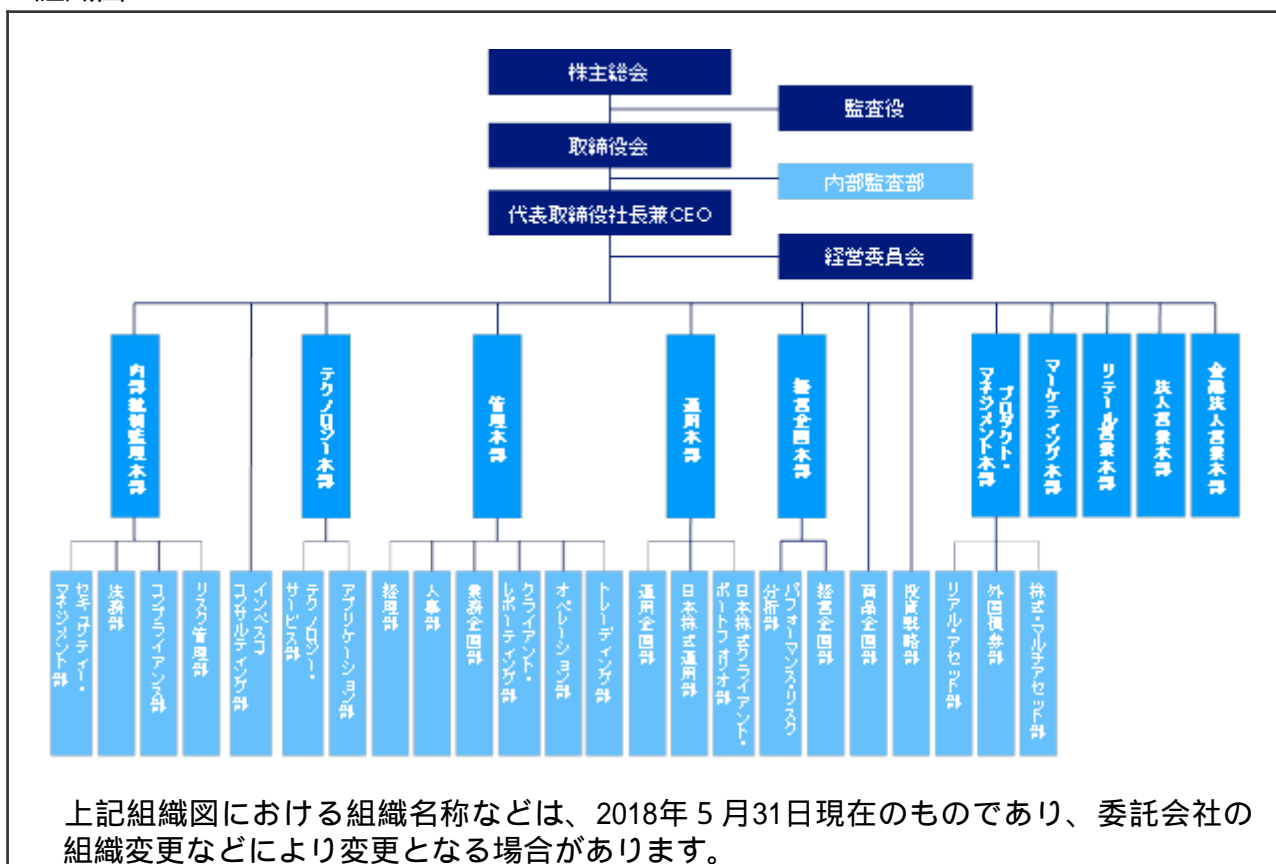 株主総会
監査役
取締役会
内部監査部
代表取締役社長兼CEO
経営委員会
内部統制監理本部
テクノロジー本部
管理本部
運用本部
経営企画本部
プロダクト・
マネジメント本部
マーケティング本部
リテール営業本部
法人営業本部
金融法人営業本部
セキュリティー・
マネジメント部
法務部
コンプライアンス部
リスク管理部
インベスコ
コンサルティング部
テクノロジー・
サービス部
アプリケーション部
経理部
人事部
業務企画部
クライアント・
レポーティング部
オペレーション部
トレーディング部
運用企画部
日本株式運用部
日本株式クライアント・
ポートフォリオ部
パフォーマンス・リスク
分析部
経営企画部
商品企画部
投資戦略部
リアル・アセット部
外国債券部
株式・マルチアセット部
上記組織図における組織名称などは、2018年5月31日現在のものであり、委託会社の
組織変更などにより変更となる場合があります。